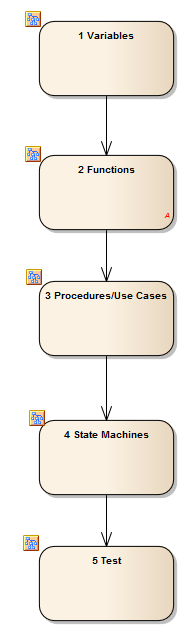 1 Variables
2 Functions
A
3 Procedures/Use Cases
4 State Machines
5 Test